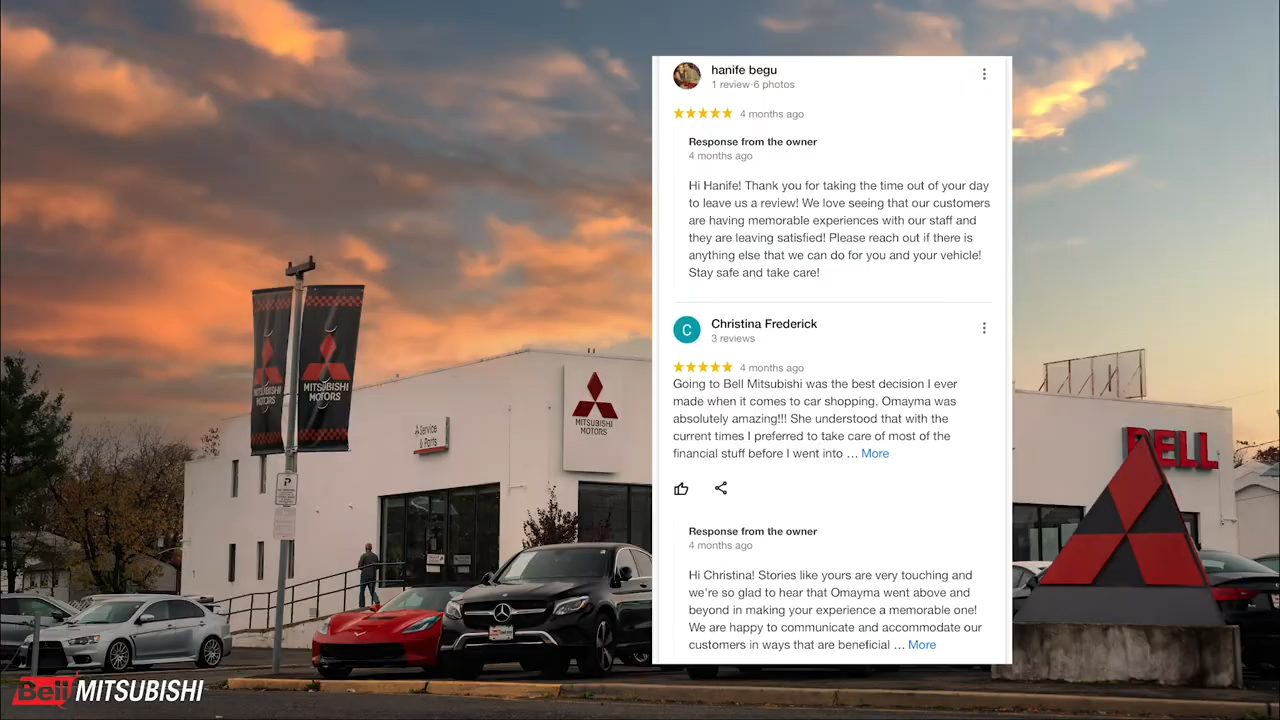 hanife begu
1 review·6 photos
4 months ago
Response from the owner
4 months ago
Hi Hanife! Thank you for taking the time out of your day
to leave us a review! We love seeing that our customers
are having memorable experiences with our staff and
they are leaving satisfied! Please reach out if there is
anything else that we can do for you and your vehicle!
Stay safe and take care!
C
Christina Frederick
3 reviews
4 months ago
Going to Bell Mitsubishi was the best decision I ever
made when it comes to car shopping. Omayma was
absolutely amazing!!! She understood that with the
current times I preferred to take care of most of the
financial stuff before I went into … More
Response from the owner
4 months ago
Hi Christina! Stories like yours are very touching and
we're so glad to hear that Omayma went above and
beyond in making your experience a memorable one!
We are happy to communicate and accommodate our
customers in ways that are beneficial … More
MITSUBISHI
MOTORS
MITSUBISHI
MOTORS
Service
& Parts
MITSUBISHI
MOTORS
BELL
P
Bell MITSUBISHI